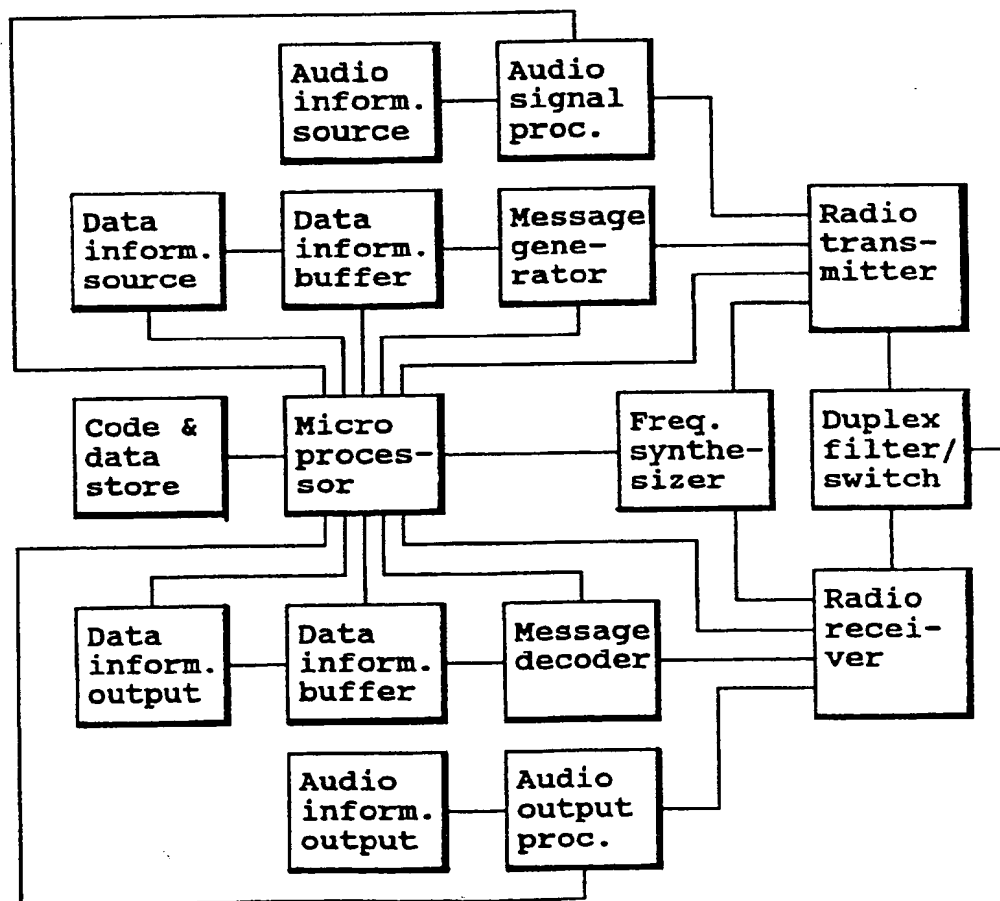 Audio
inform.
source
Audio
signal
proc.
Data
inform.
source
Data
inform.
buffer
Message
gene-
rator
Radio
trans-
mitter
Code &
data
store
Micro
proces-
sor
Freq.
synthe-
sizer
Duplex
filter/
switch
Data
inform.
output
Data
inform.
buffer
Message
decoder
Radio
recei-
ver
Audio
inform.
output
Audio
output
proc.